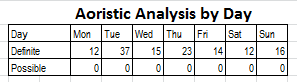 Aoristic Analysis by Day
Day Mon Tue Wed Thu Fri Sat Sun
Definite 12 37 15 23 14 12 16
Possible 0 0 0 0 0 0 0